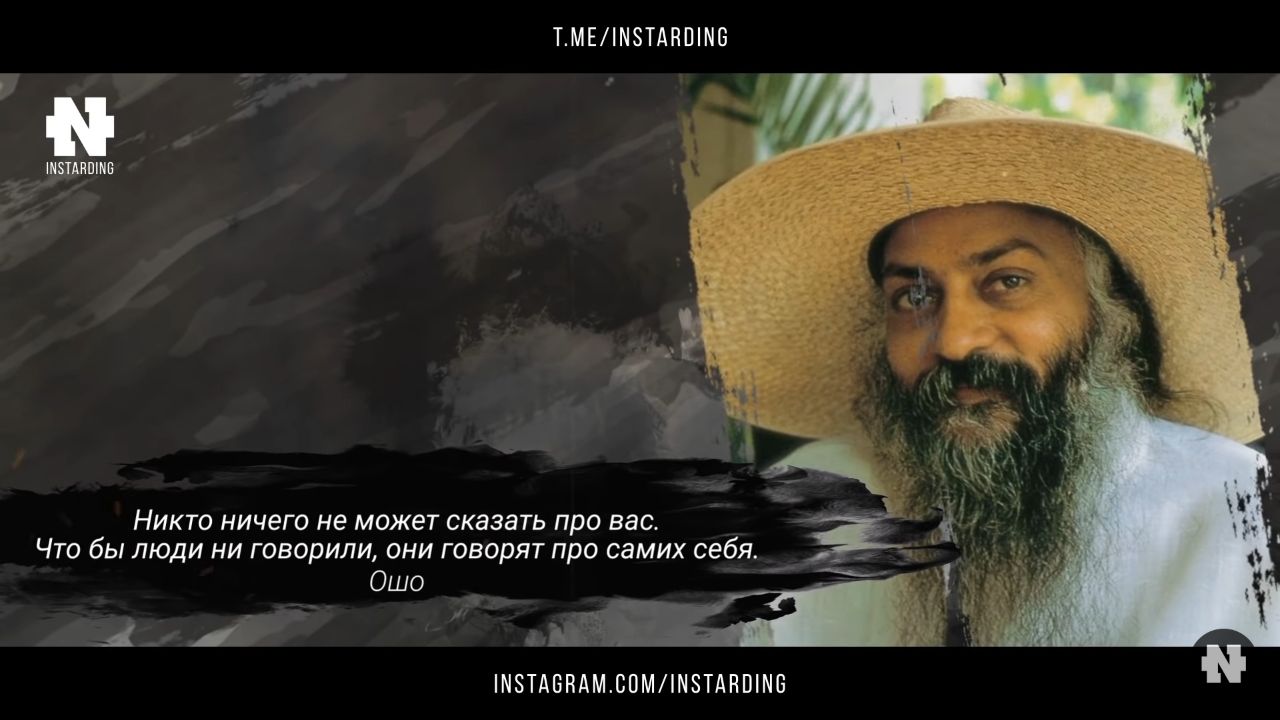 T.ME/INSTARDING
N
INSTARDING
Никто ничего не может сказать про вас.
Что бы люди ни говорили, они говорят про самих себя.
Ошо
N
INSTAGRAM.COM/INSTARDING